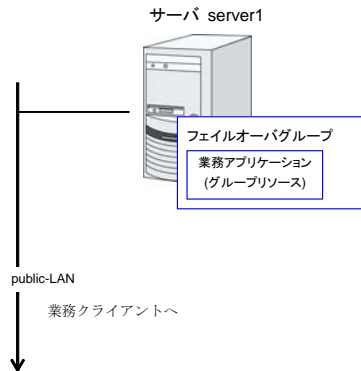 サーバ server1
フェイルオーバグループ
業務アプリケーション
(グループリソース)
public-LAN
業務クライアントへ